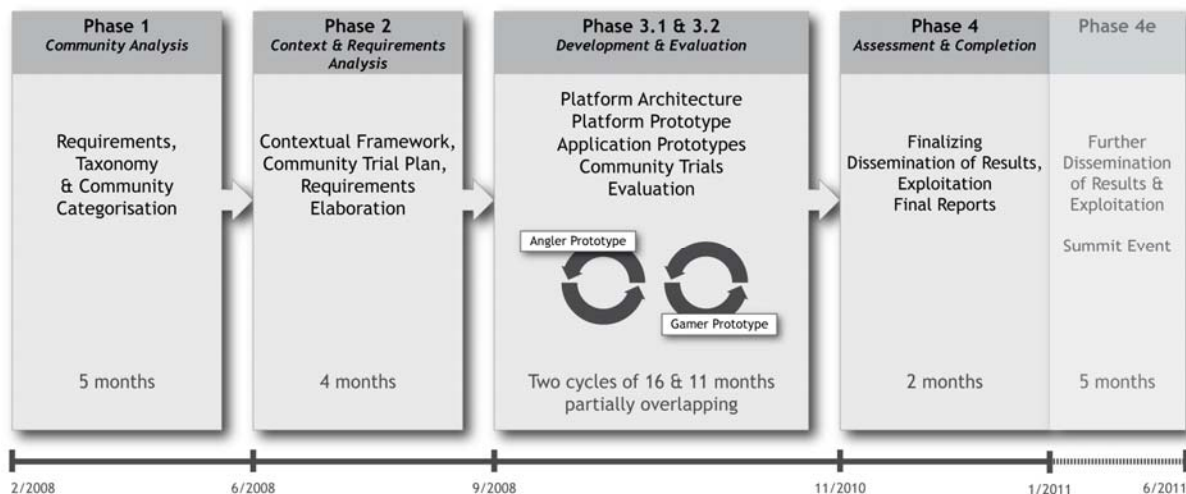 Phase 1
Community Analysis
Requirements,
Taxonomy
& Community
Categorisation
5 months
Phase 2
Context & Requirements
Analysis
Contextual Framework,
Community Trial Plan,
Requirements
Elaboration
4 months
Phase 3.1 & 3.2
Development & Evaluation
Platform Architecture
Platform Prototype
Application Prototypes
Community Trials
Evaluation
Angler Prototype
Gamer Prototype
Two cycles of 16 & 11 months
partially overlapping
Phase 4
Assessment & Completion
Finalizing
Dissemination of Results,
Exploitation
Final Reports
2 months
Phase 4e
Further
Dissemination
of Results &
Exploitation
Summit Event
5 months
2/2008
6/2008
9/2008
11/2010
1/2011
6/2011